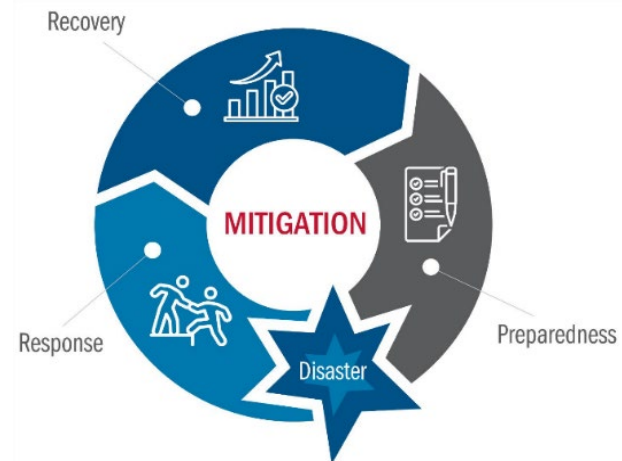 Recovery
MITIGATION
Response
Disaster
Preparedness